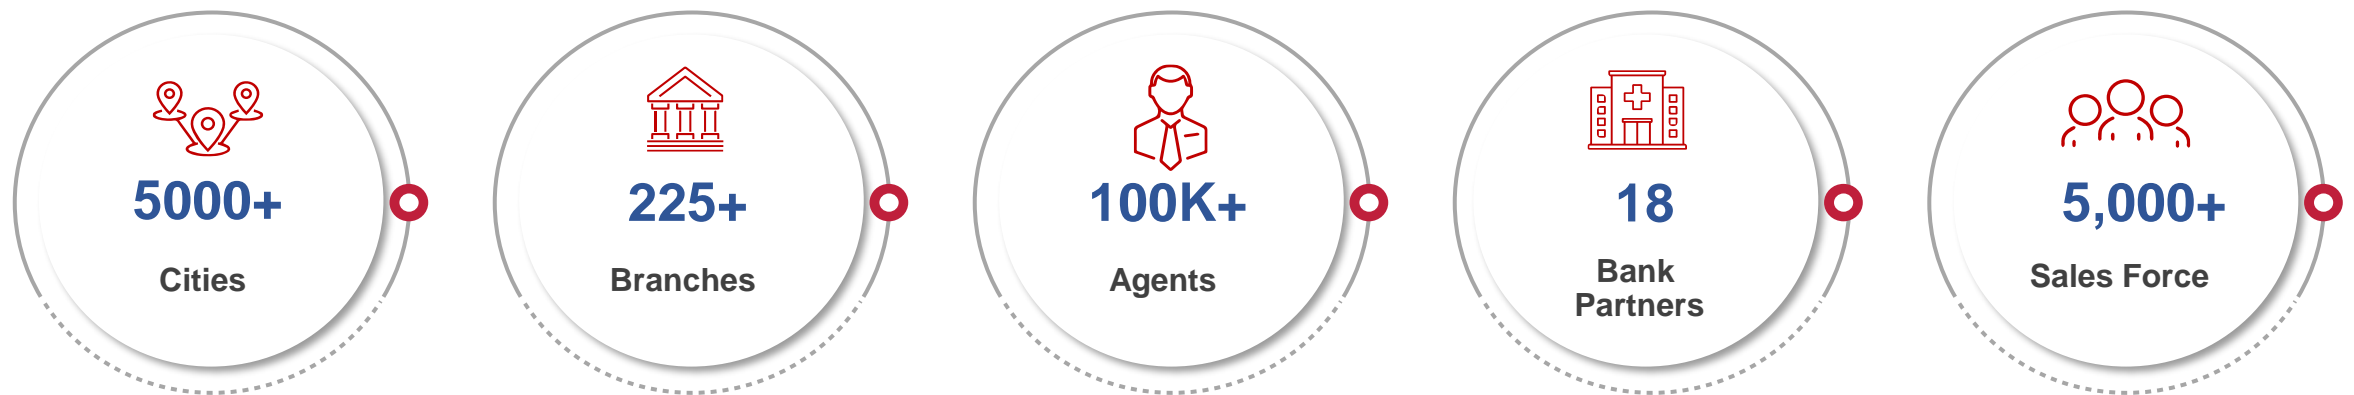 5000+
Cities
225+
Branches
100K+
Agents
18
Bank
Partners
5,000+
Sales Force